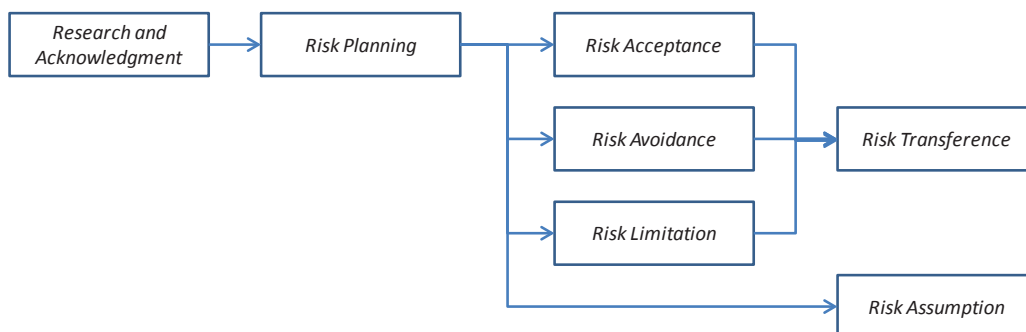 Research and
Acknowledgment
Risk Planning
Risk Acceptance
Risk Avoidance
Risk Transference
Risk Limitation
Risk Assumption